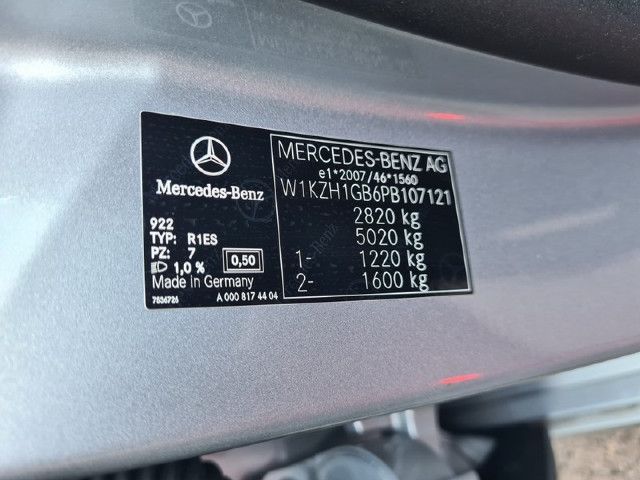 Mercedes-Benz
922
TYP: R1ES
PZ: 7
1,0 %
0,50
Made in Germany
7836726
A 000 817 44 04
MERCEDES-BENZ AG
e1*2007/46*1560
W1KZH1GB6PB107121
2820 kg
5020 kg
1- 1220 kg
2- 1600 kg